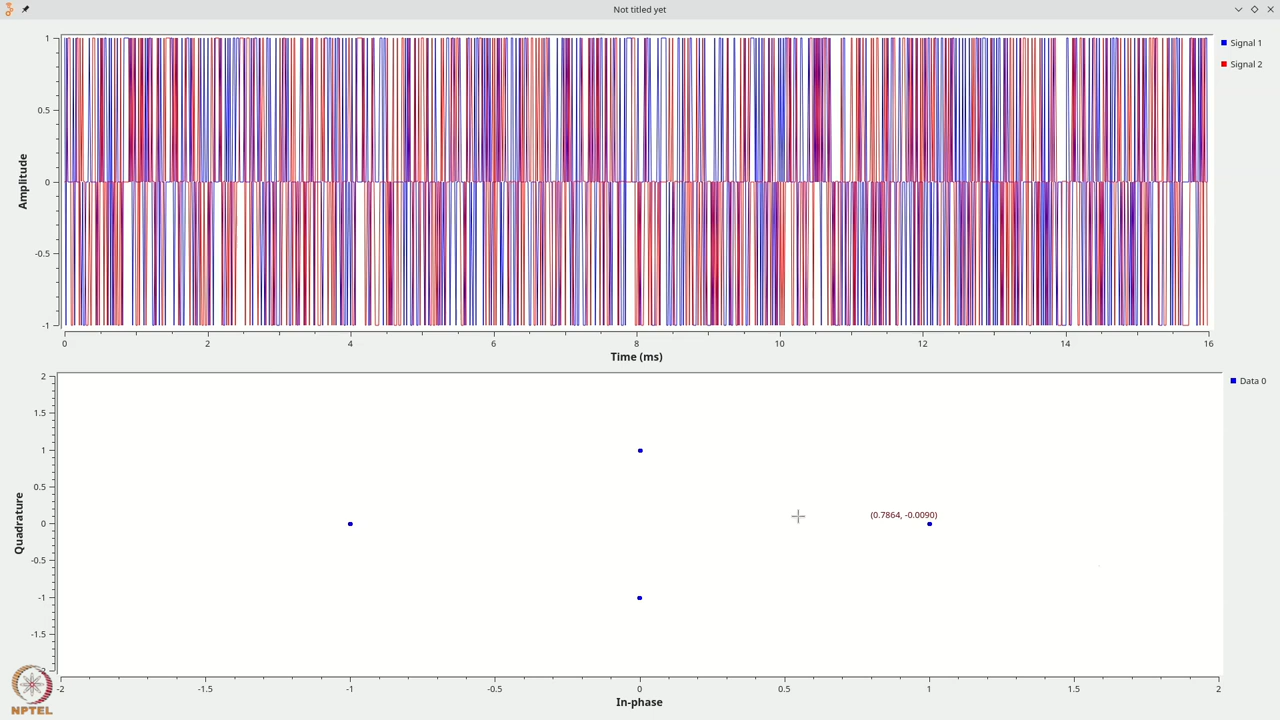 Not titled yet
Signal 1
Signal 2
1
0.5
0
-0.5
-1
Amplitude
0 2 4 6 8 10 12 14 16
Time (ms)
Data 0
2
1.5
1
0.5
0
-0.5
-1
-1.5
Quadrature
(0.7864, -0.0090)
-2 -1.5 -1 -0.5 0 0.5 1 1.5 2
In-phase
NPTEL